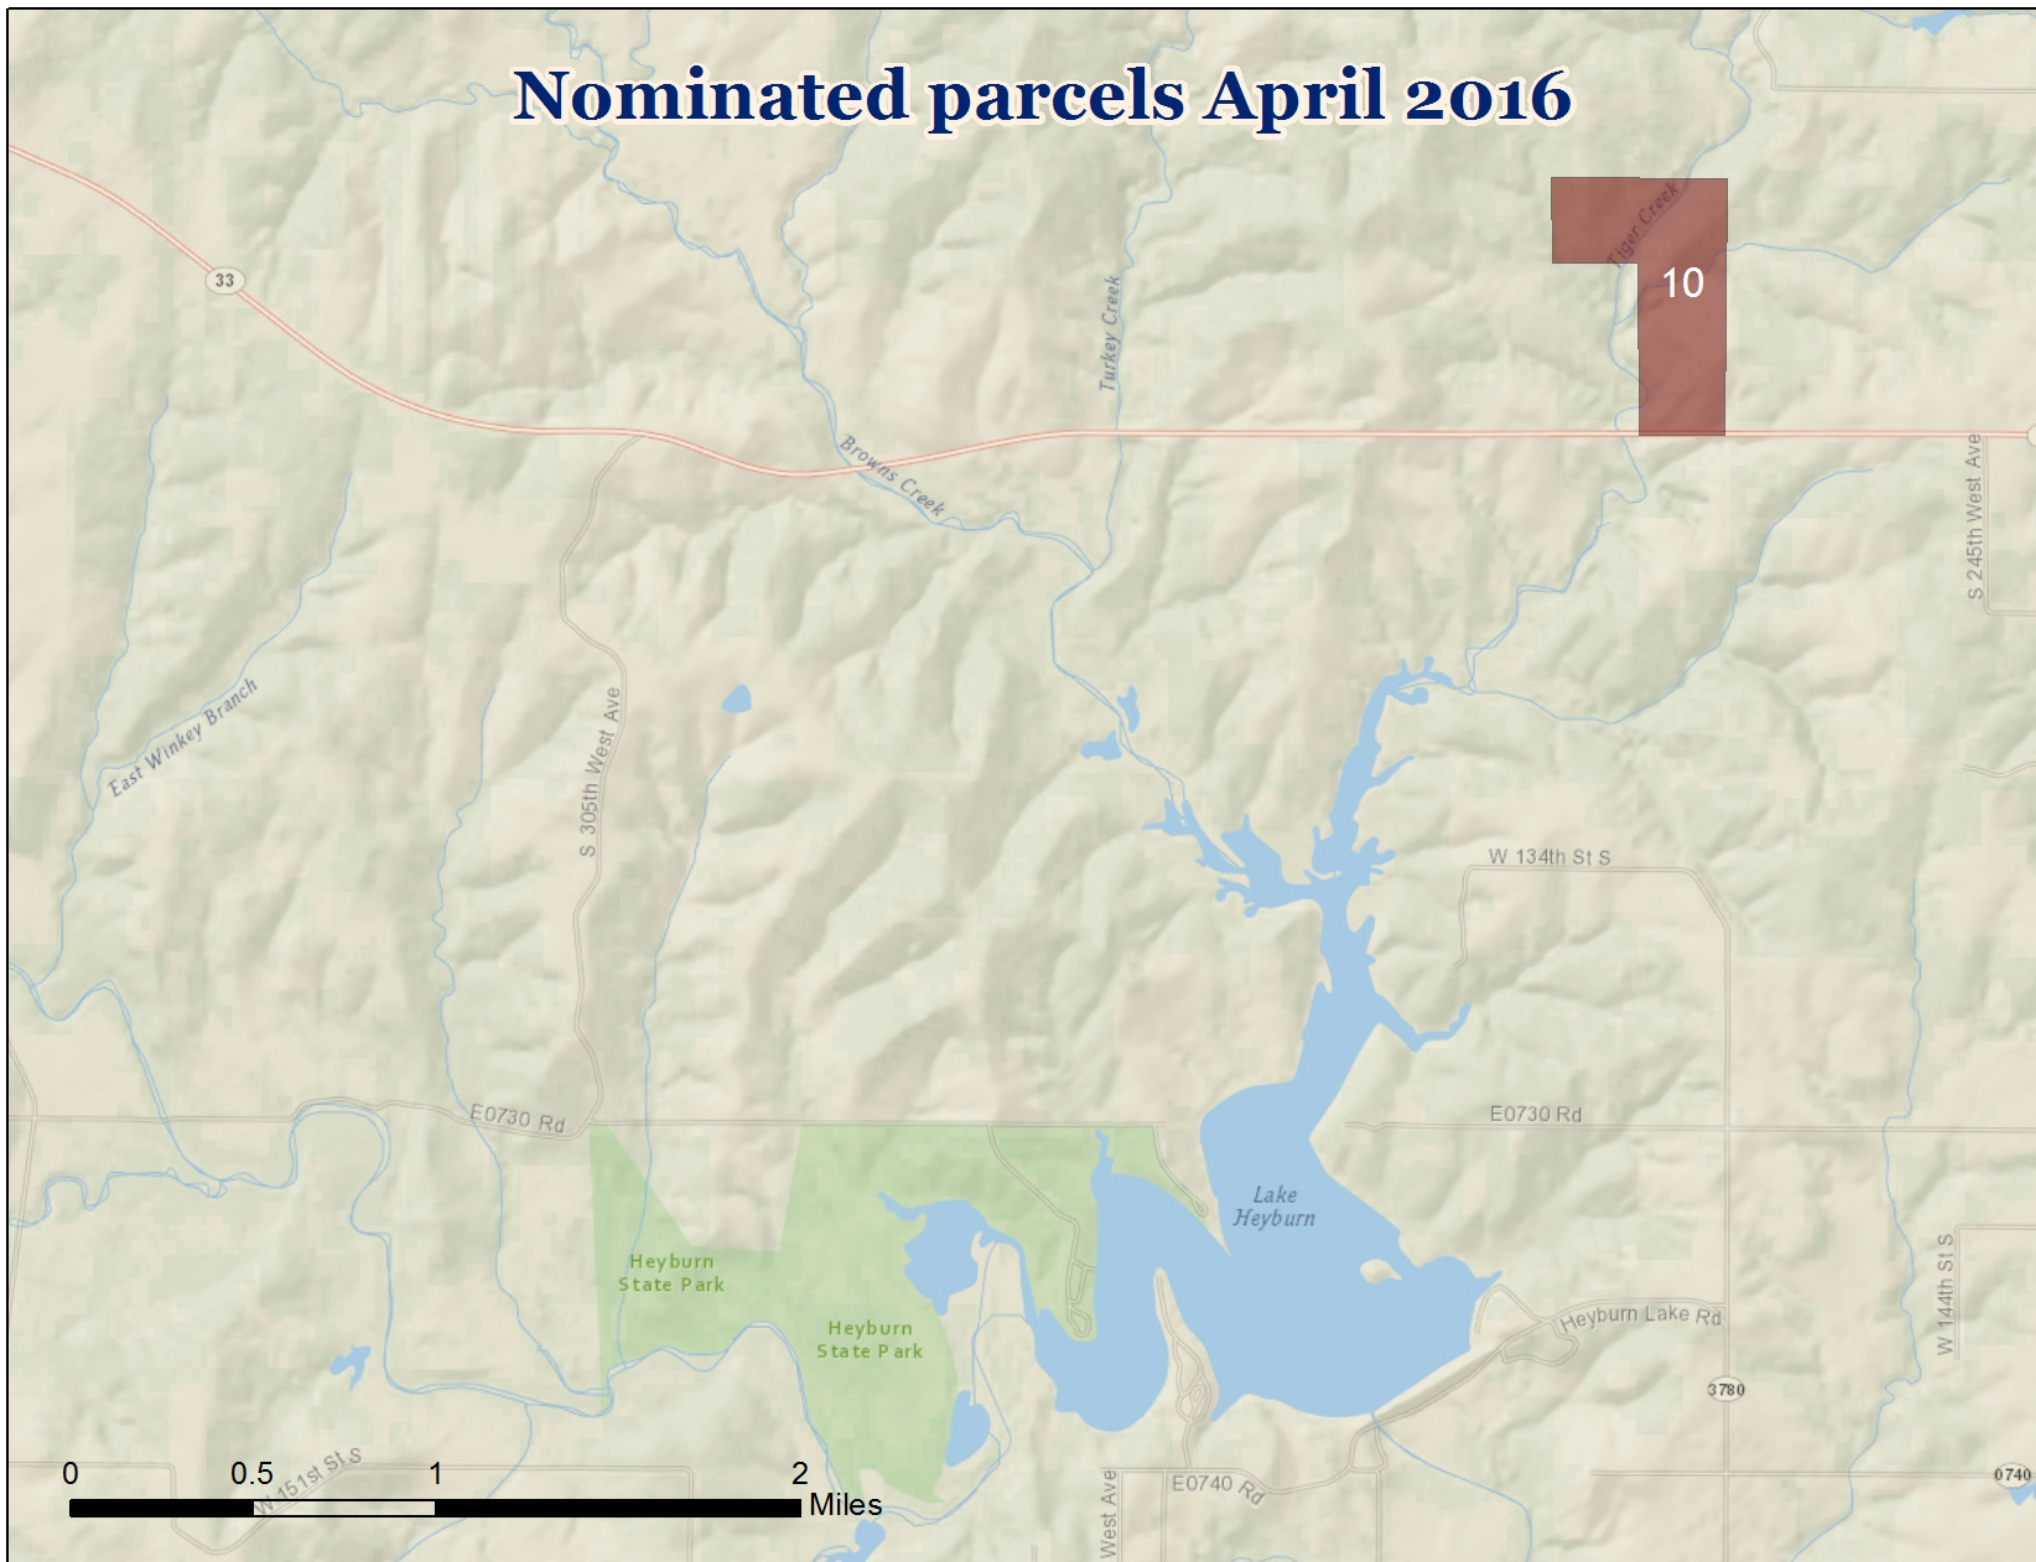 Nominated parcels April 2016
Tiger Creek
10
33
Turkey Creek
Browns Creek
S 245th West Ave
East Winkey Branch
S 305th West Ave
W 134th St S
E0730 Rd
E0730 Rd
Lake
Heyburn
Heyburn
State Park
Heyburn
State Park
Heyburn Lake Rd
W 144th St S
3780
W 151st St S
E0740 Rd
West Ave
0740
0 0.5 1 2
Miles